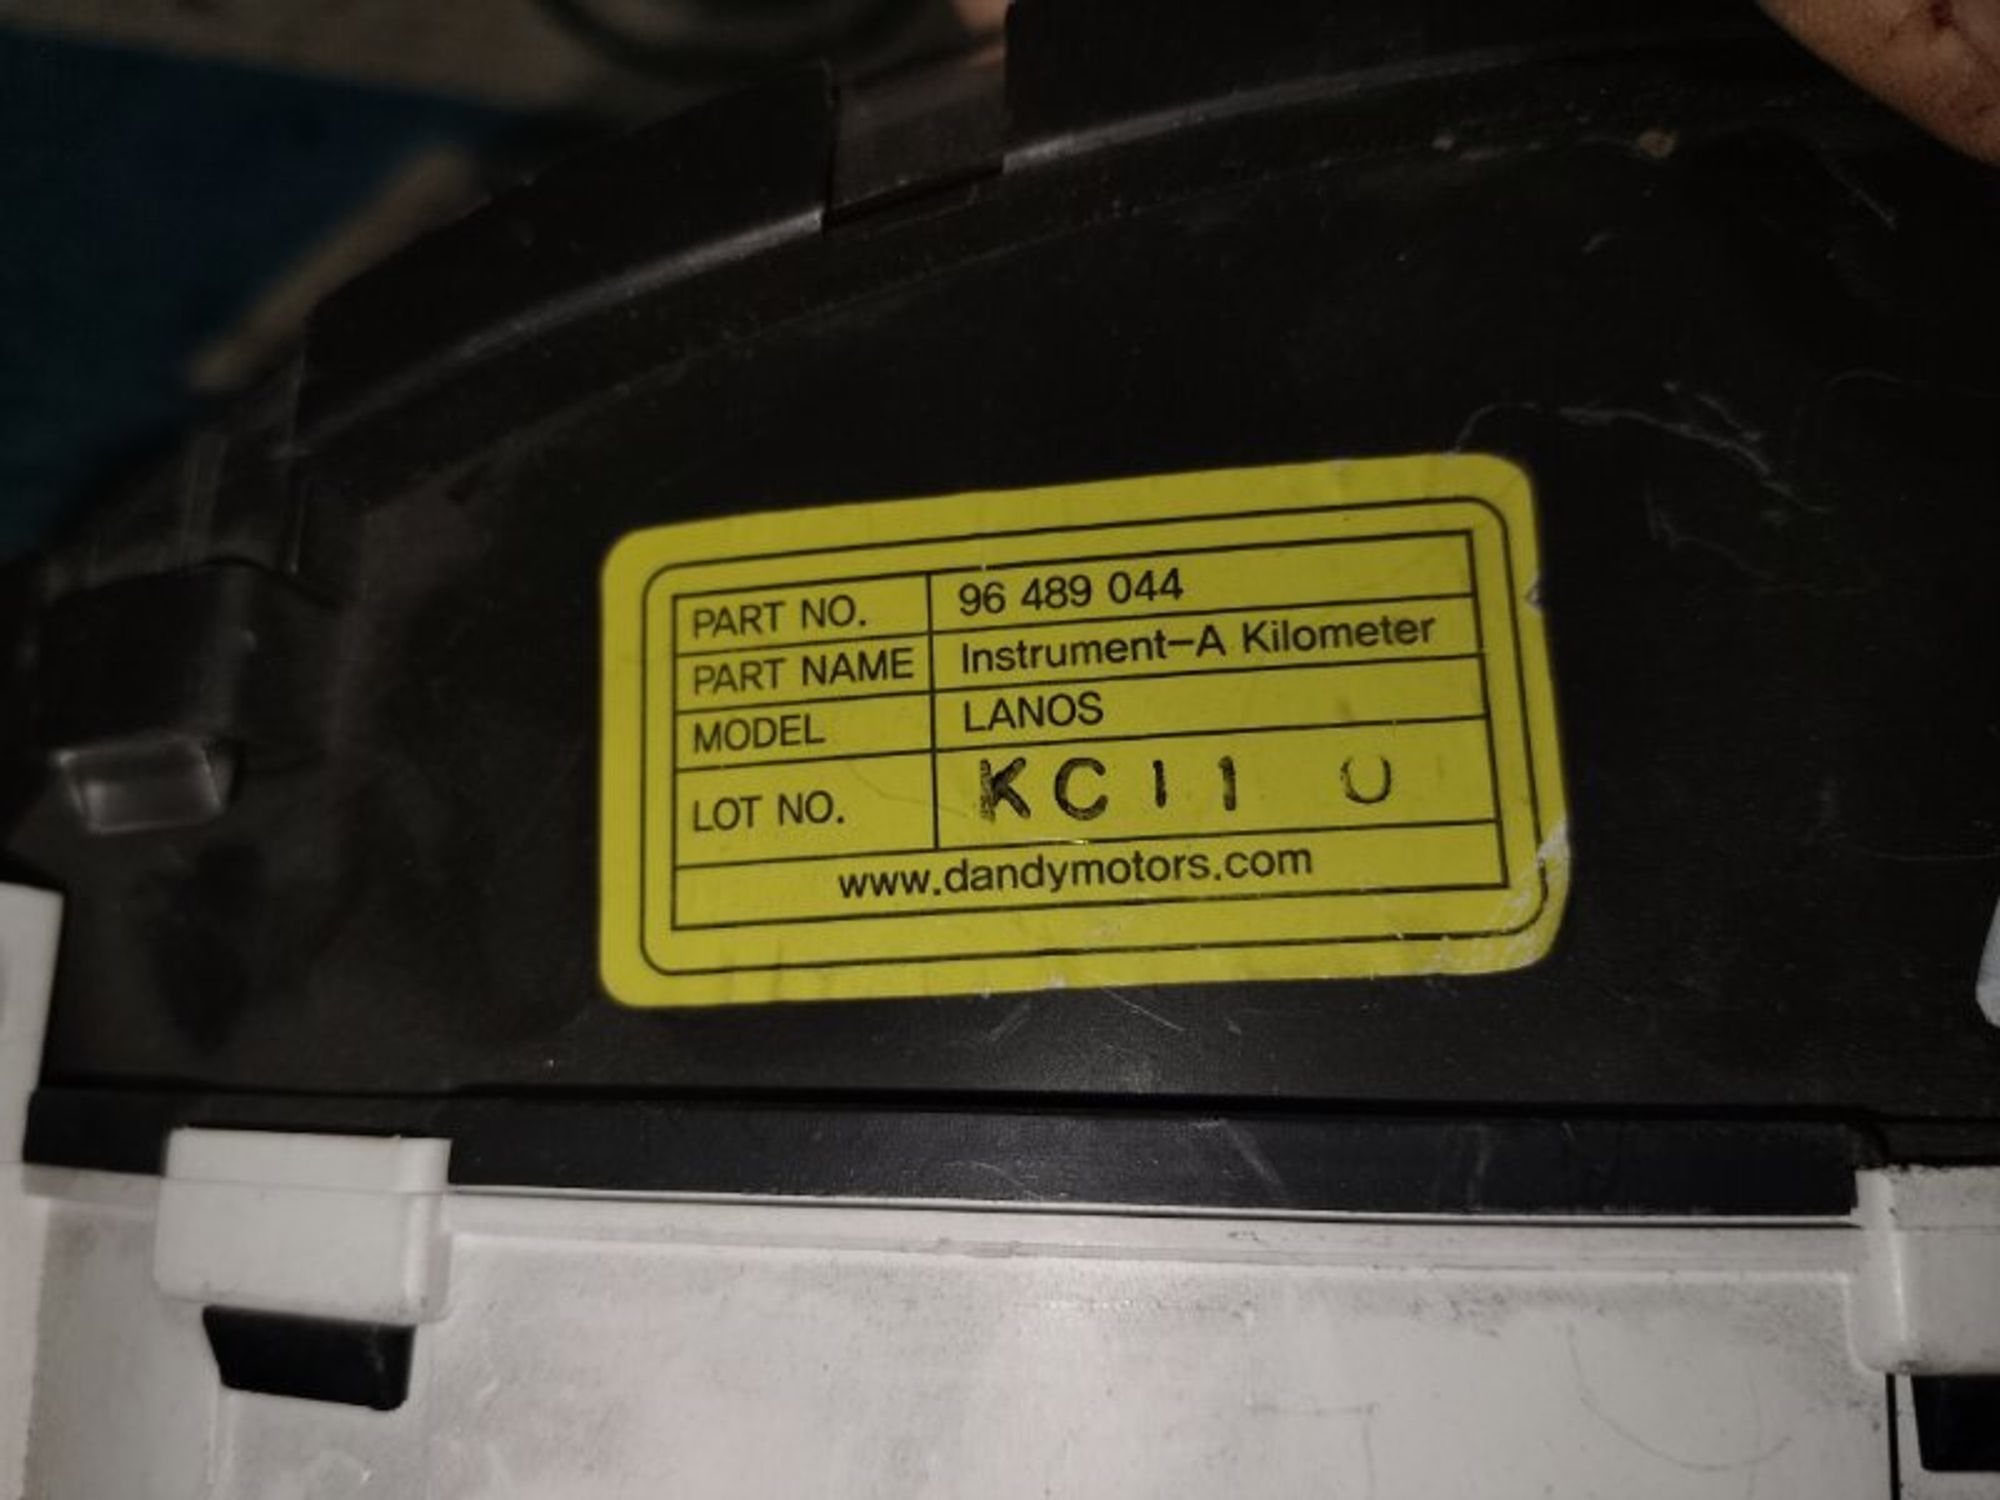 PART NO. 96 489 044
PART NAME Instrument-A Kilometer
MODEL LANOS
LOT NO. KC11 U
www.dandymotors.com